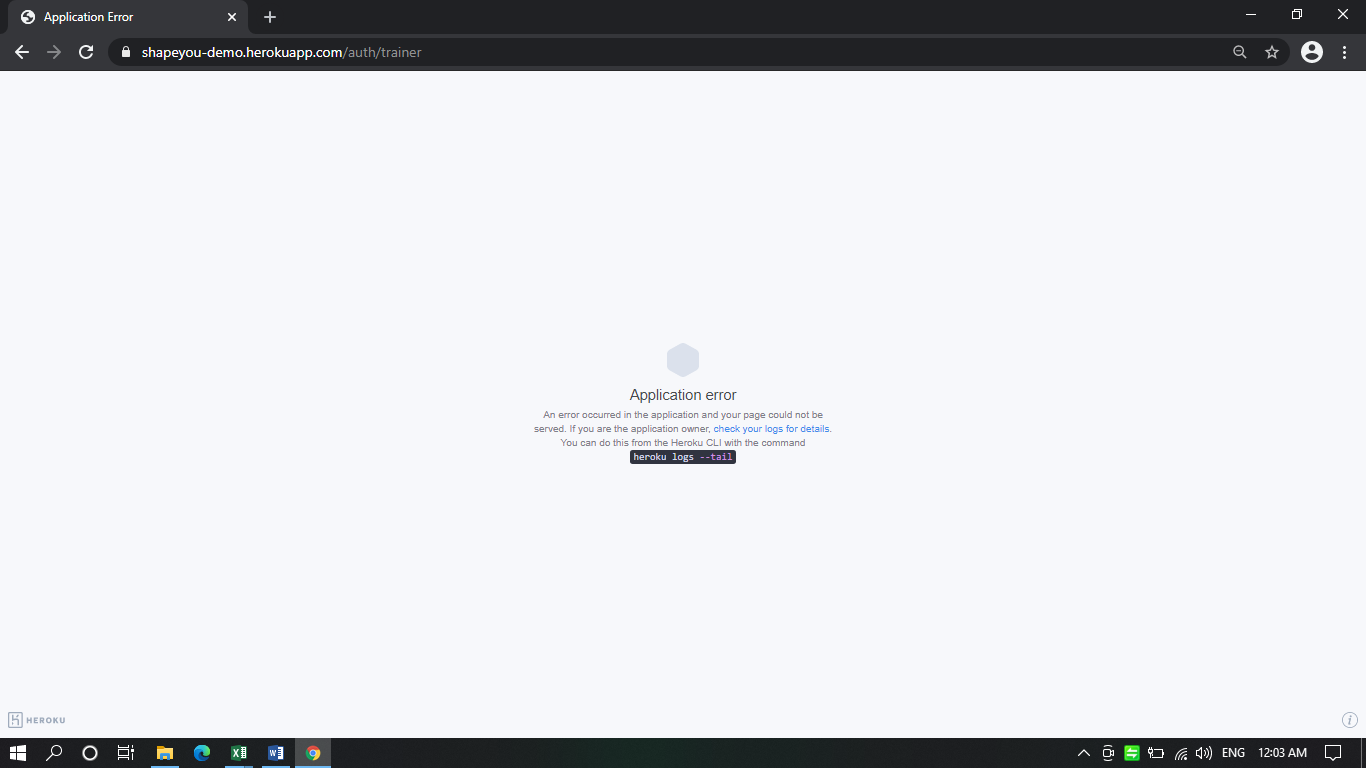 Application Error
shapeyou-demo.herokuapp.com/auth/trainer
Application error
An error occurred in the application and your page could not be
served. If you are the application owner, check your logs for details.
You can do this from the Heroku CLI with the command
heroku logs --tail
HEROKU
ENG
12:03 AM